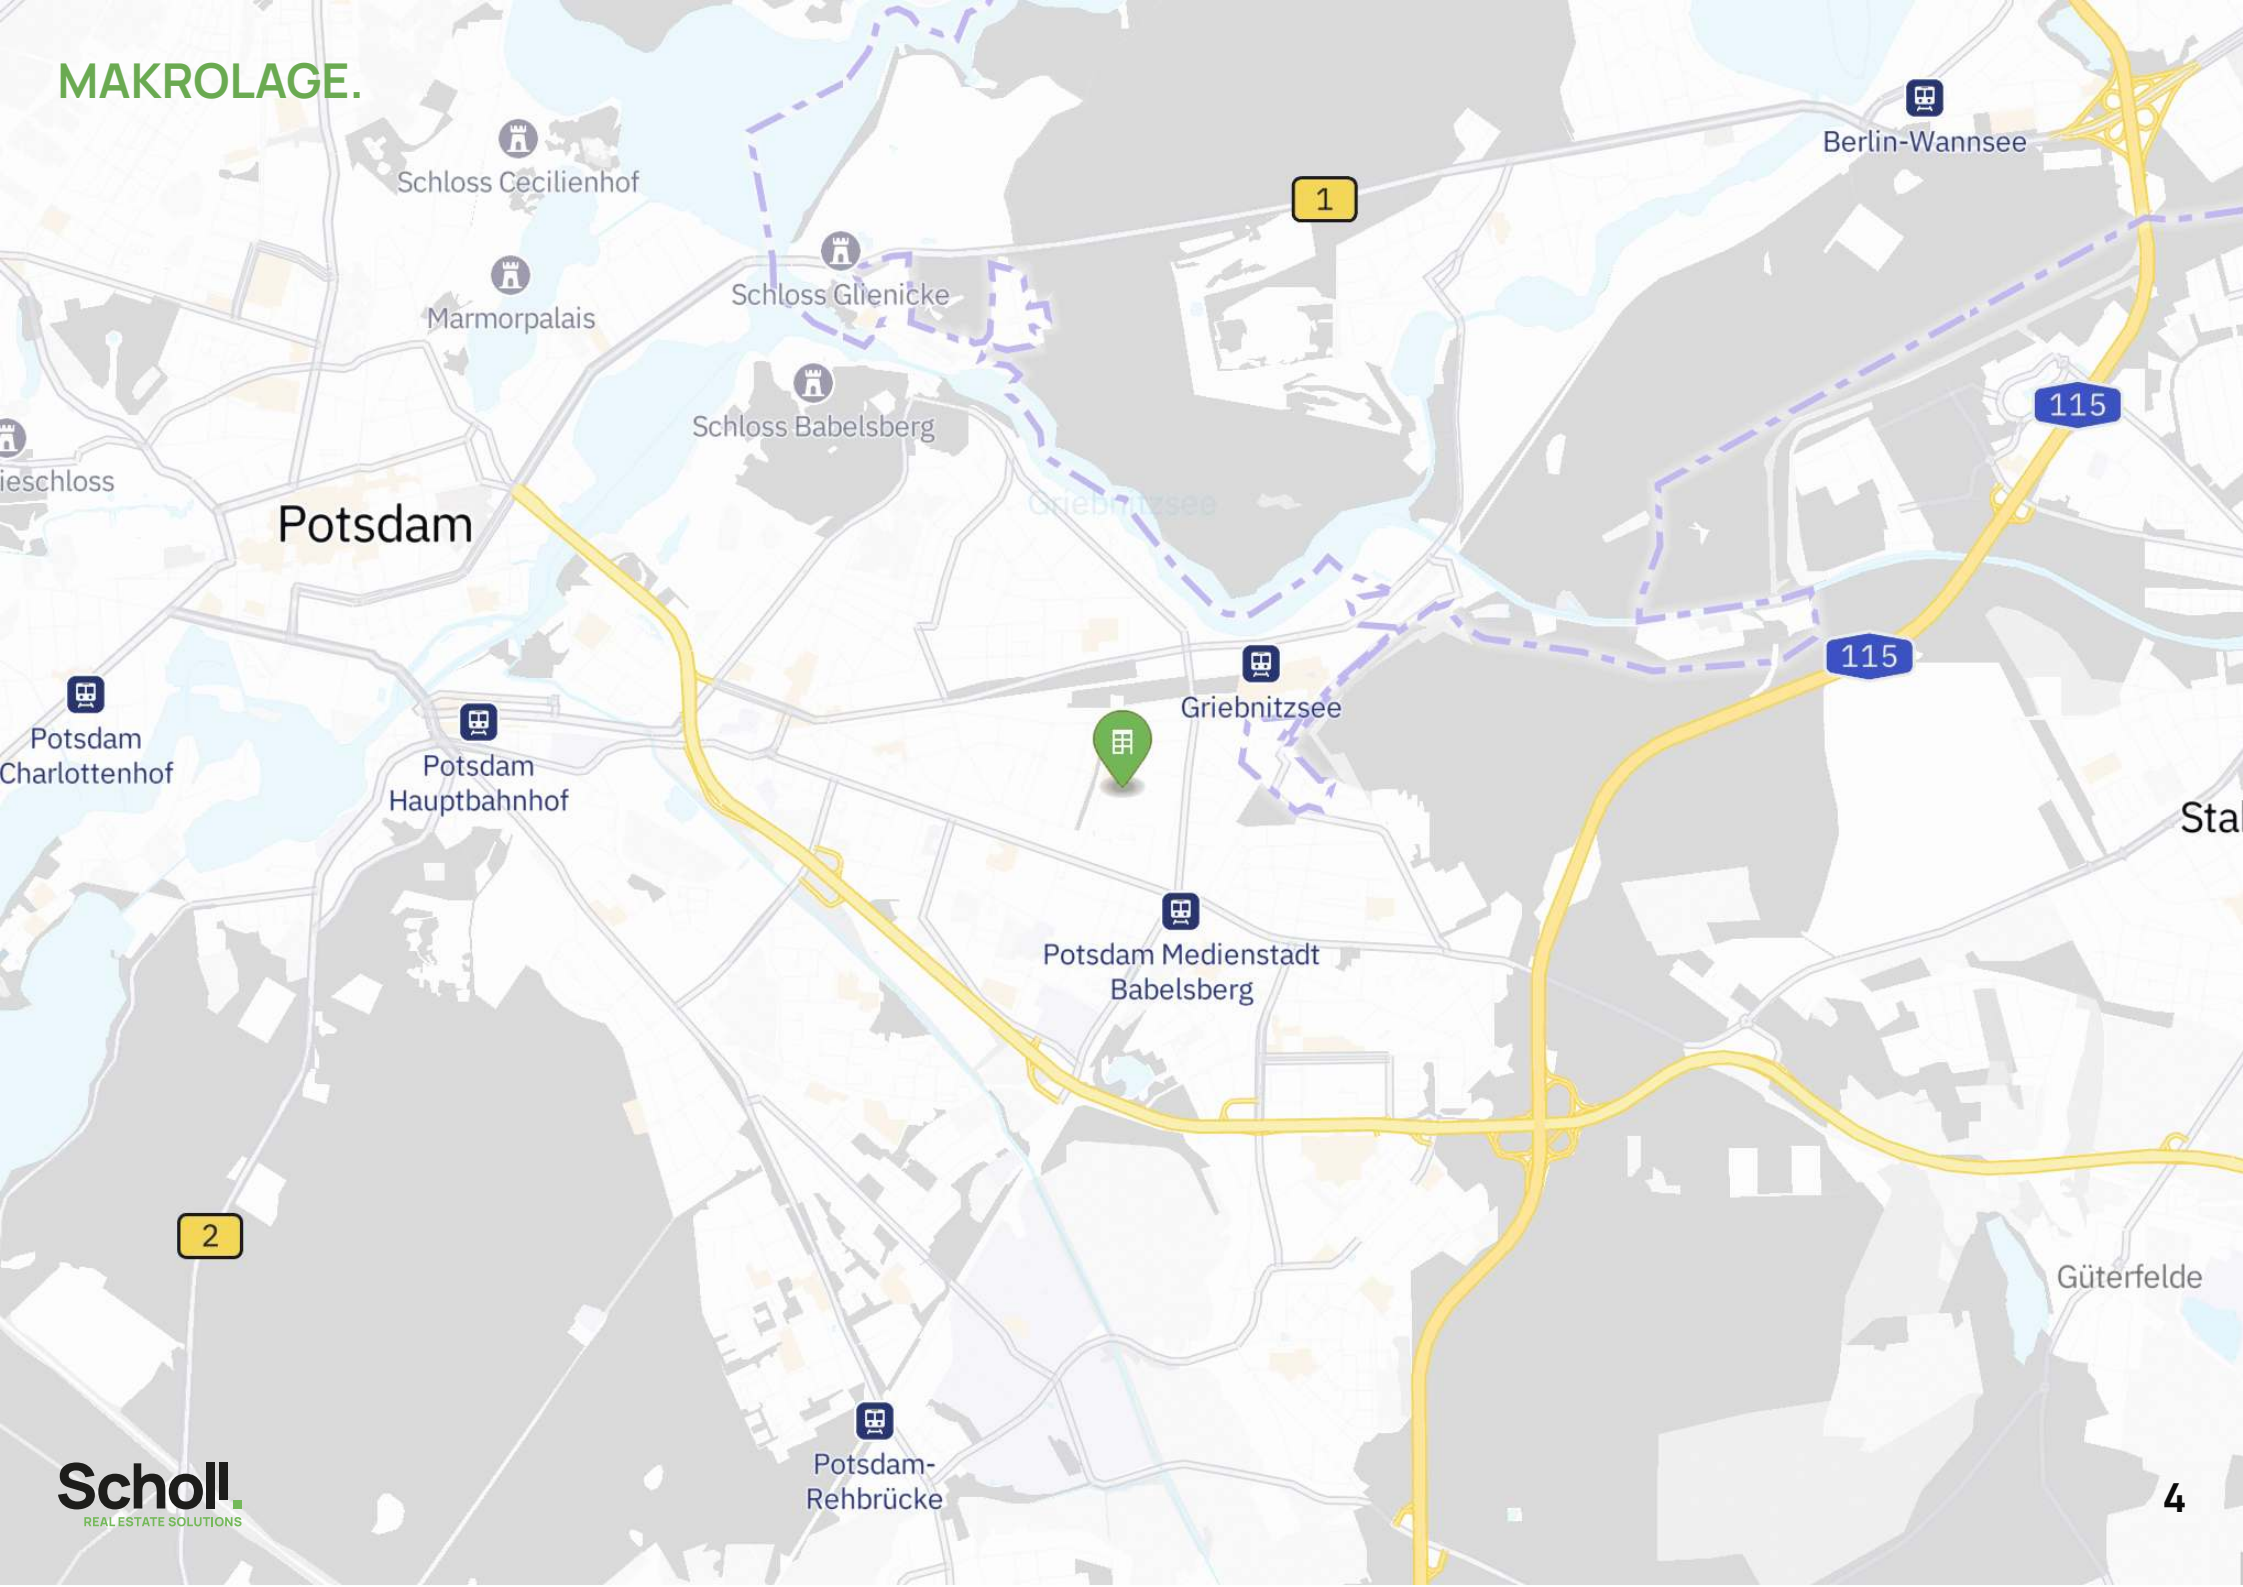 MAKROLAGE.
Berlin-Wannsee
Schloss Cecilienhof
1
Schloss Glienicke
Marmorpalais
115
Schloss Babelsberg
ieschloss
Griebnitzsee
Potsdam
115
Griebnitzsee
Potsdam
Charlottenhof
Potsdam
Hauptbahnhof
Sta
Potsdam Medienstadt
Babelsberg
2
Güterfelde
Potsdam-
Rehbrücke
Scholl.
REAL ESTATE SOLUTIONS
4